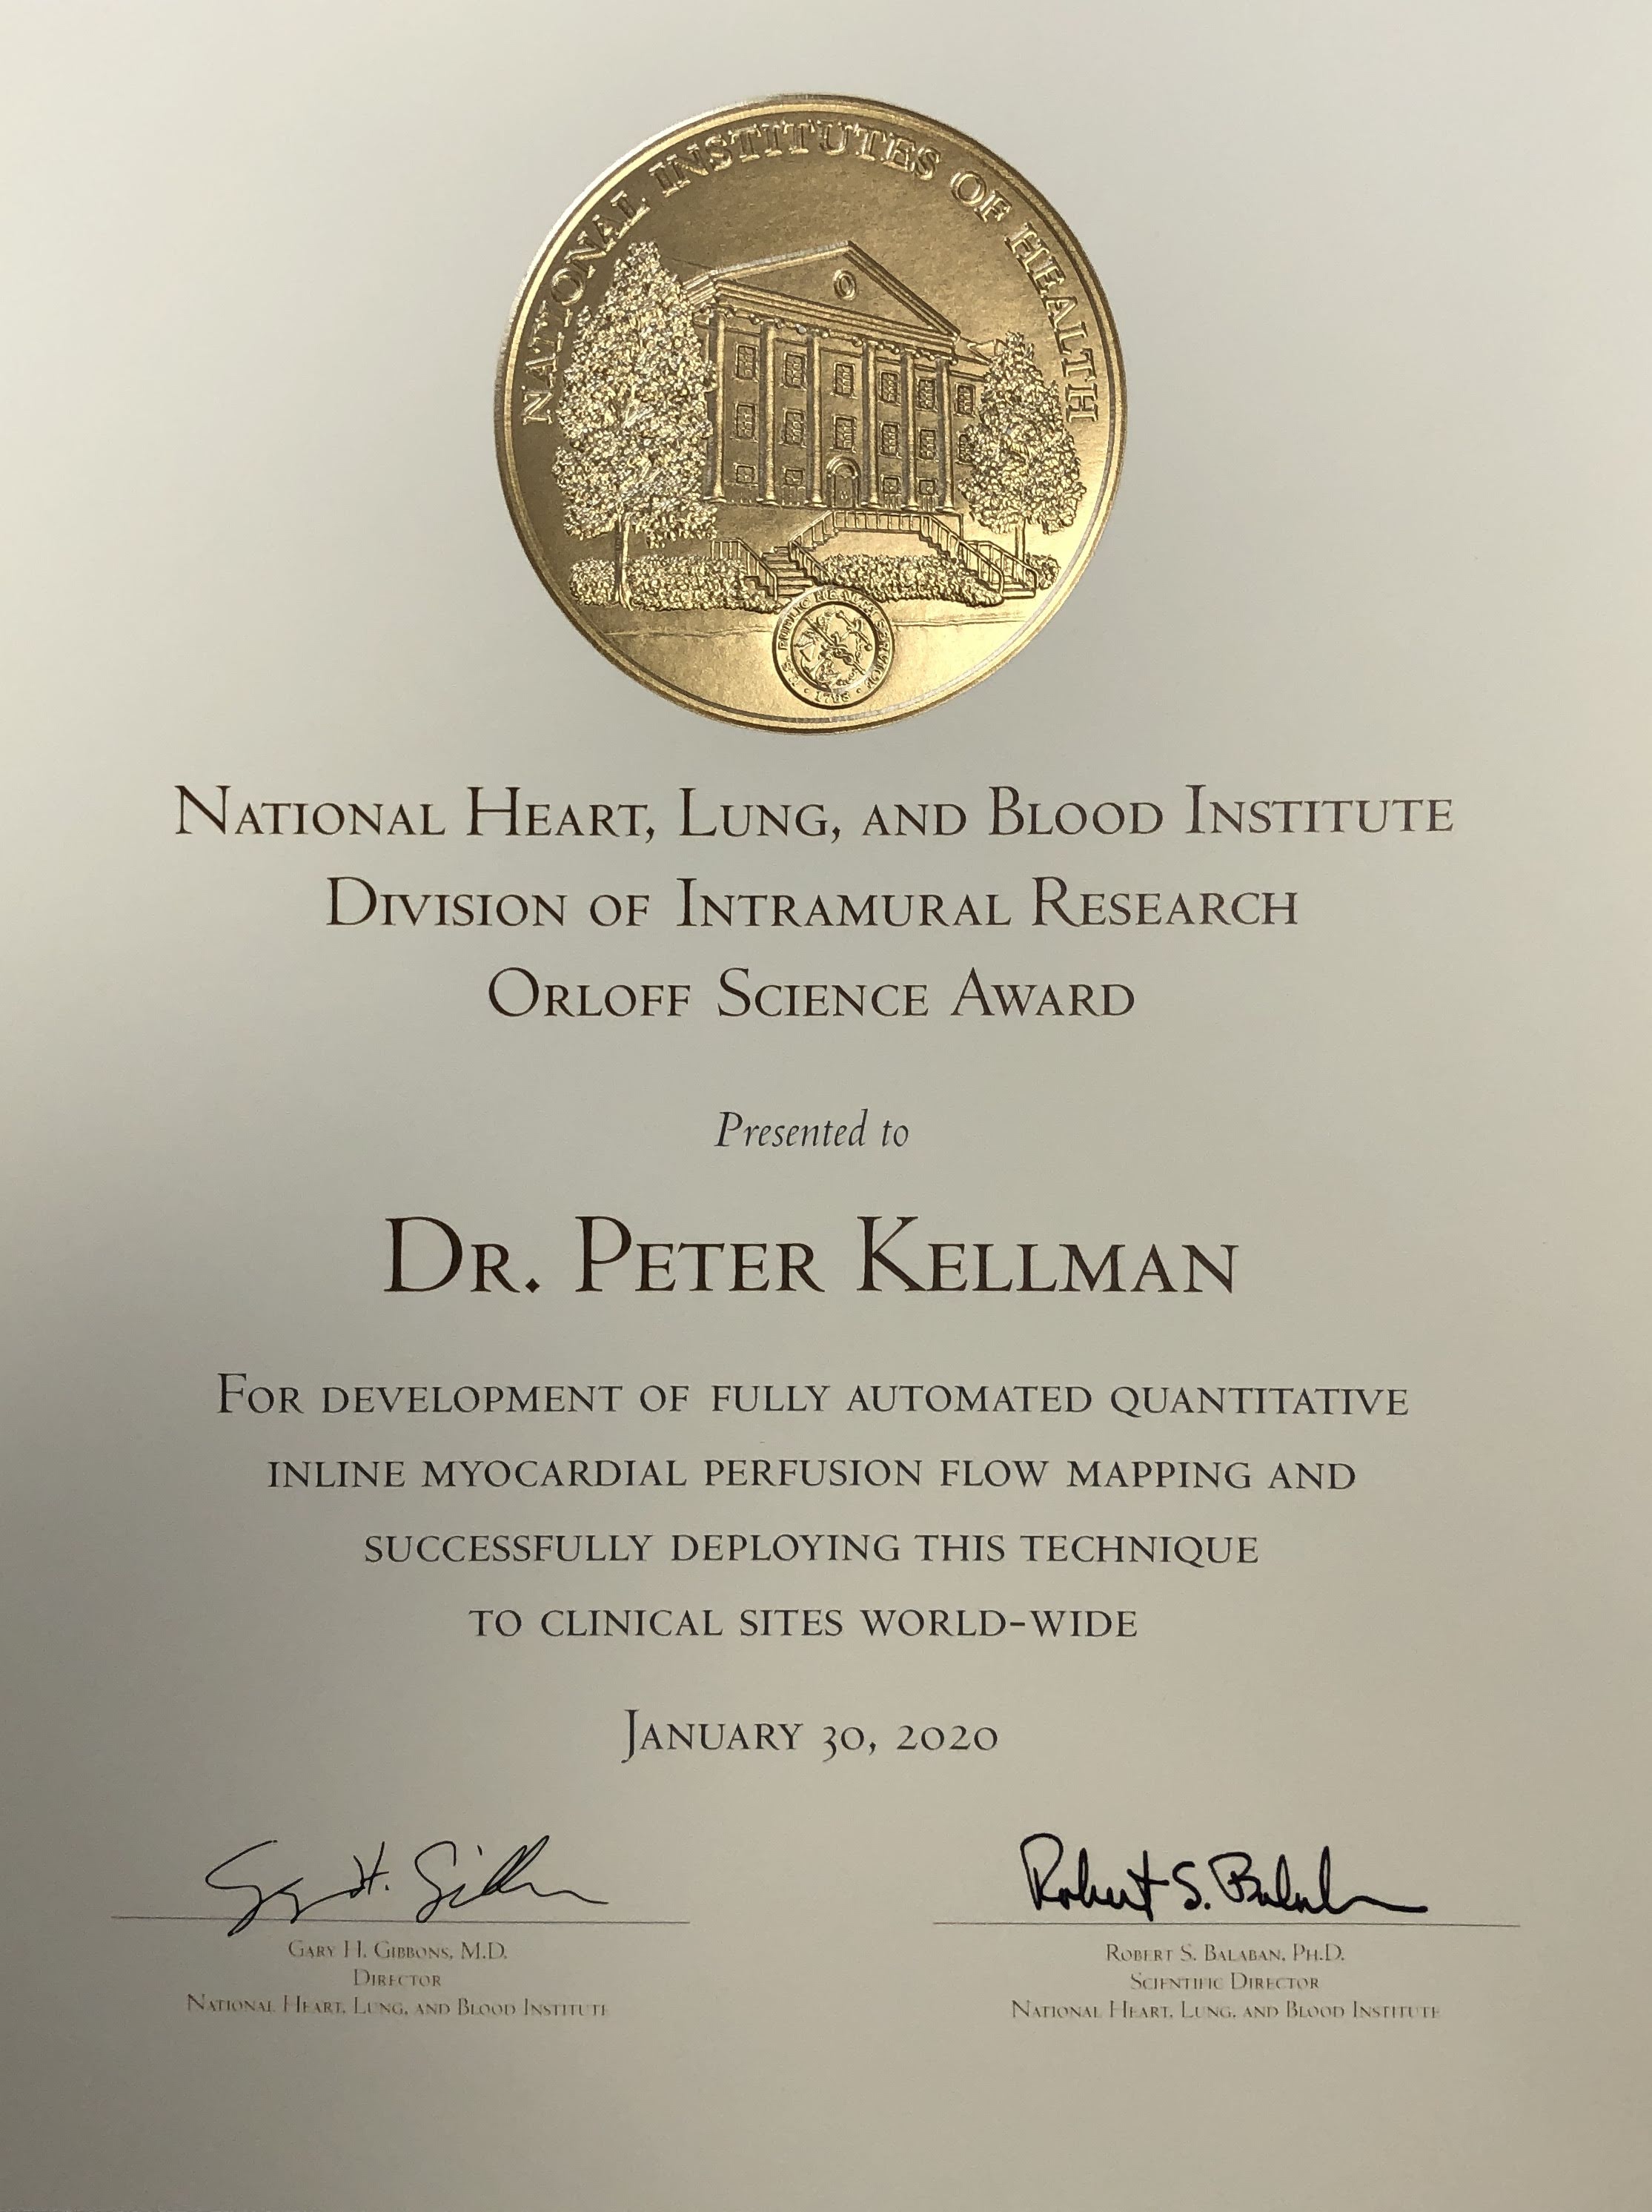 NATIONAL INSTITUTES OF HEALTH
U.S. PUBLIC HEALTH SERVICE
1798
NATIONAL HEART, LUNG, AND BLOOD INSTITUTE
DIVISION OF INTRAMURAL RESEARCH
ORLOFF SCIENCE AWARD
Presented to
DR. PETER KELLMAN
FOR DEVELOPMENT OF FULLY AUTOMATED QUANTITATIVE
INLINE MYOCARDIAL PERFUSION FLOW MAPPING AND
SUCCESSFULLY DEPLOYING THIS TECHNIQUE
TO CLINICAL SITES WORLD-WIDE
JANUARY 30, 2020
Gary H. Gibbons
GARY H. GIBBONS, M.D.
DIRECTOR
NATIONAL HEART, LUNG, AND BLOOD INSTITUTE
Robert S. Balaban
ROBERT S. BALABAN, PH.D.
SCIENTIFIC DIRECTOR
NATIONAL HEART, LUNG, AND BLOOD INSTITUTE